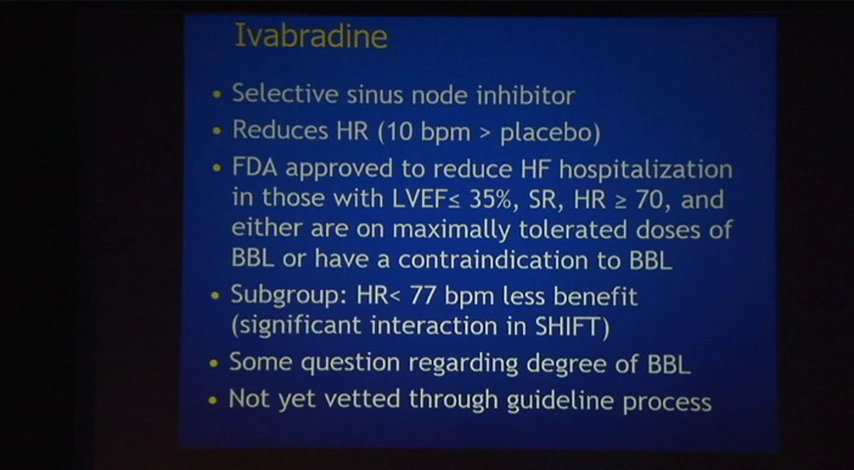 Ivabradine
• Selective sinus node inhibitor
• Reduces HR (10 bpm > placebo)
• FDA approved to reduce HF hospitalization
in those with LVEF≤ 35%, SR, HR ≥ 70, and
either are on maximally tolerated doses of
BBL or have a contraindication to BBL
• Subgroup: HR< 77 bpm less benefit
(significant interaction in SHIFT)
• Some question regarding degree of BBL
• Not yet vetted through guideline process